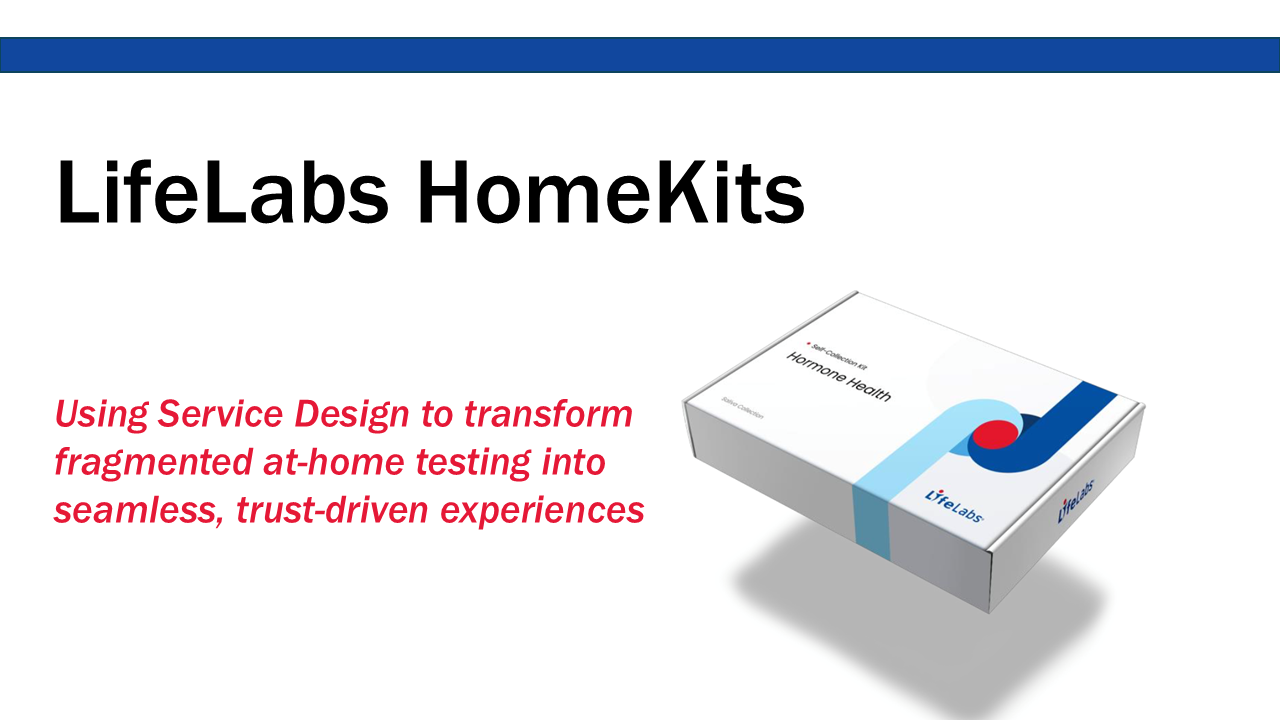 LifeLabs HomeKits
Using Service Design to transform
fragmented at-home testing into
seamless, trust-driven experiences
Self-Collection Kit
Hormone Health
Saliva Collection
LifeLabs
LifeLabs